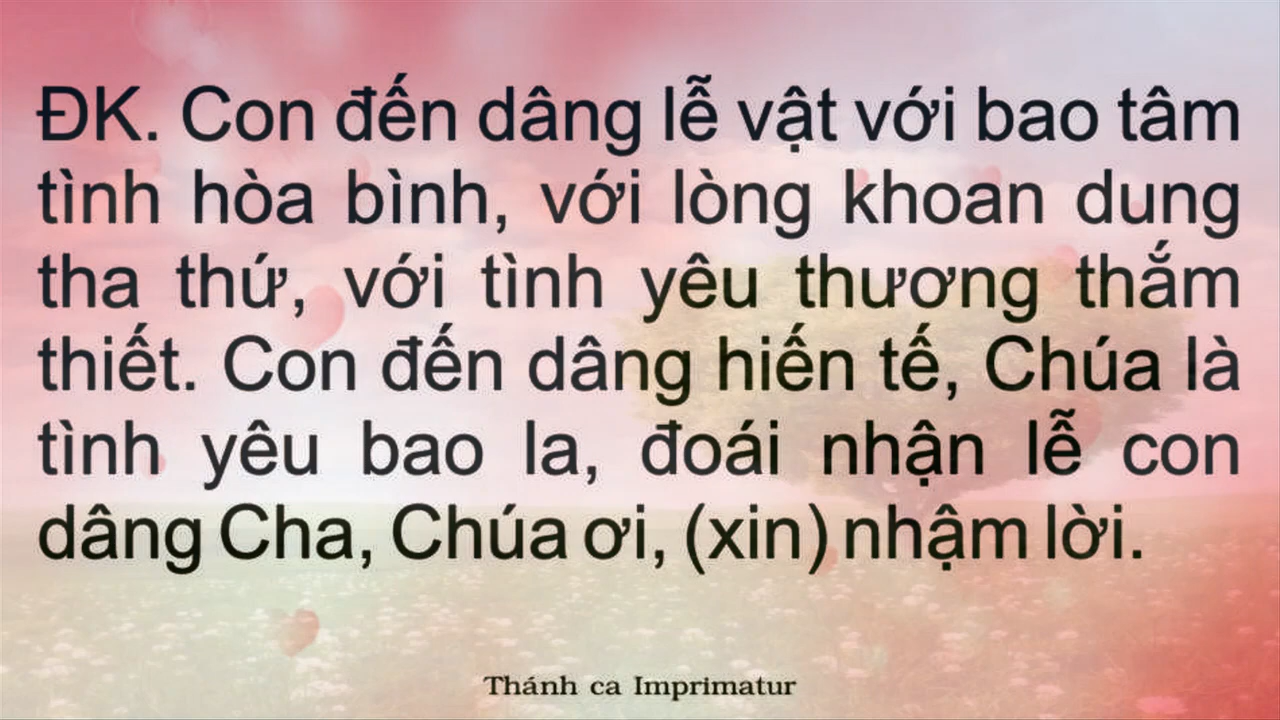 ĐK. Con đến dâng lễ vật với bao tâm
tình hòa bình, với lòng khoan dung
tha thứ, với tình yêu thương thắm
thiết. Con đến dâng hiến tế, Chúa là
tình yêu bao la, đoái nhận lễ con
dâng Cha, Chúa ơi, (xin) nhậm lời.
Thánh ca Imprimatur